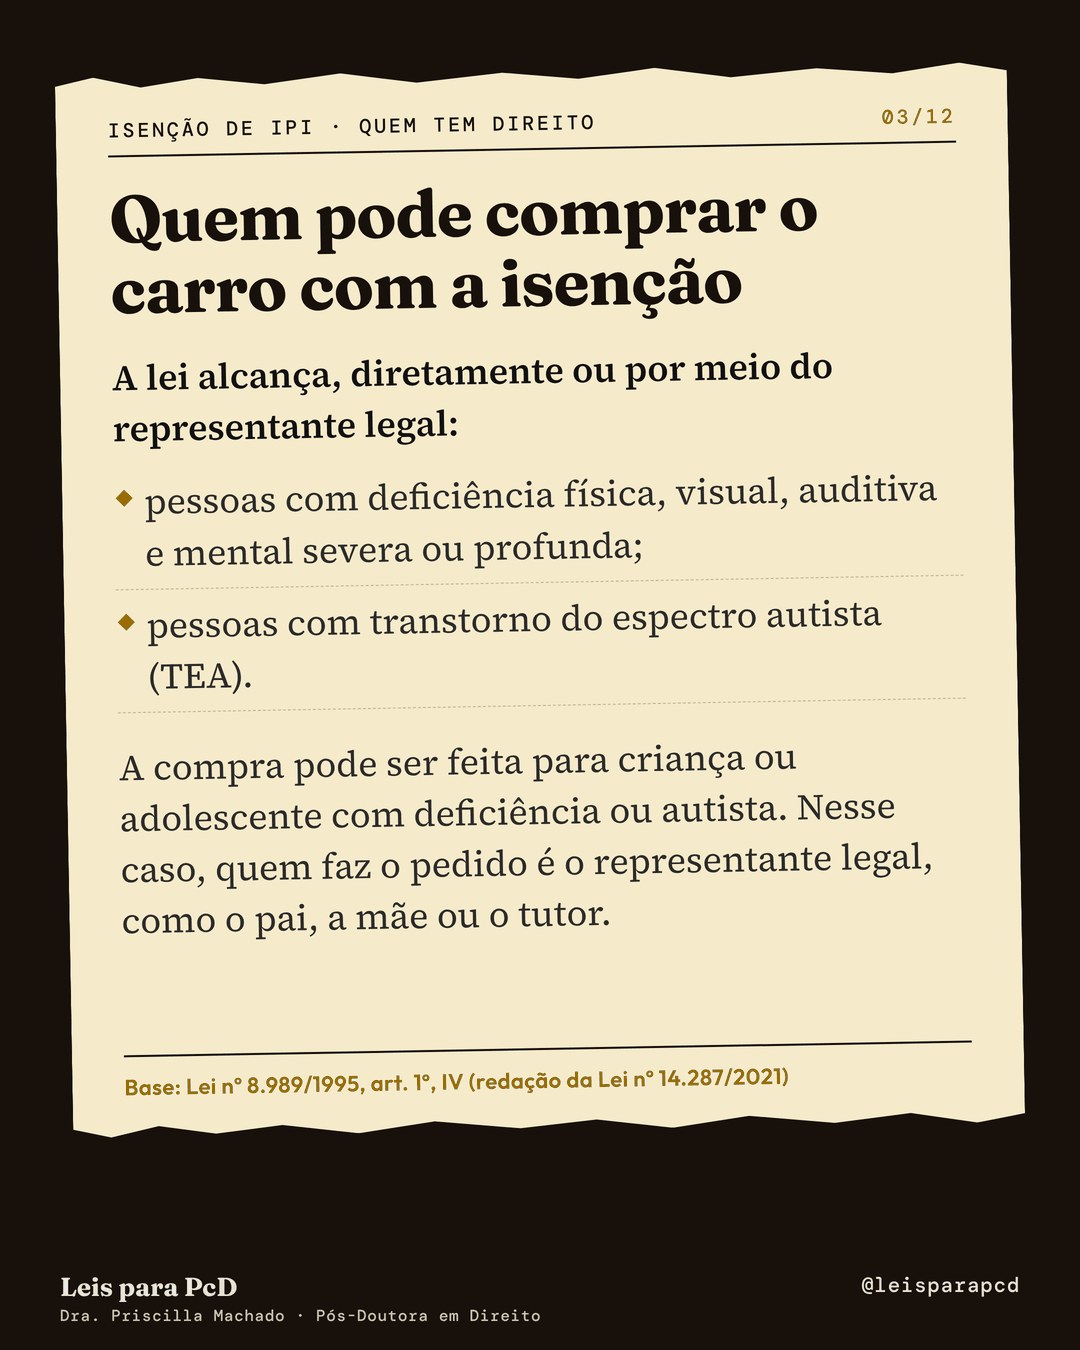 ISENÇÃO DE IPI · QUEM TEM DIREITO
03/12
Quem pode comprar o
carro com a isenção
A lei alcança, diretamente ou por meio do
representante legal:
pessoas com deficiência física, visual, auditiva
e mental severa ou profunda;
pessoas com transtorno do espectro autista
(TEA).
A compra pode ser feita para criança ou
adolescente com deficiência ou autista. Nesse
caso, quem faz o pedido é o representante legal,
como o pai, a mãe ou o tutor.
Base: Lei nº 8.989/1995, art. 1º, IV (redação da Lei nº 14.287/2021)
Leis para PcD
@leisparapcd
Dra. Priscilla Machado · Pós-Doutora em Direito